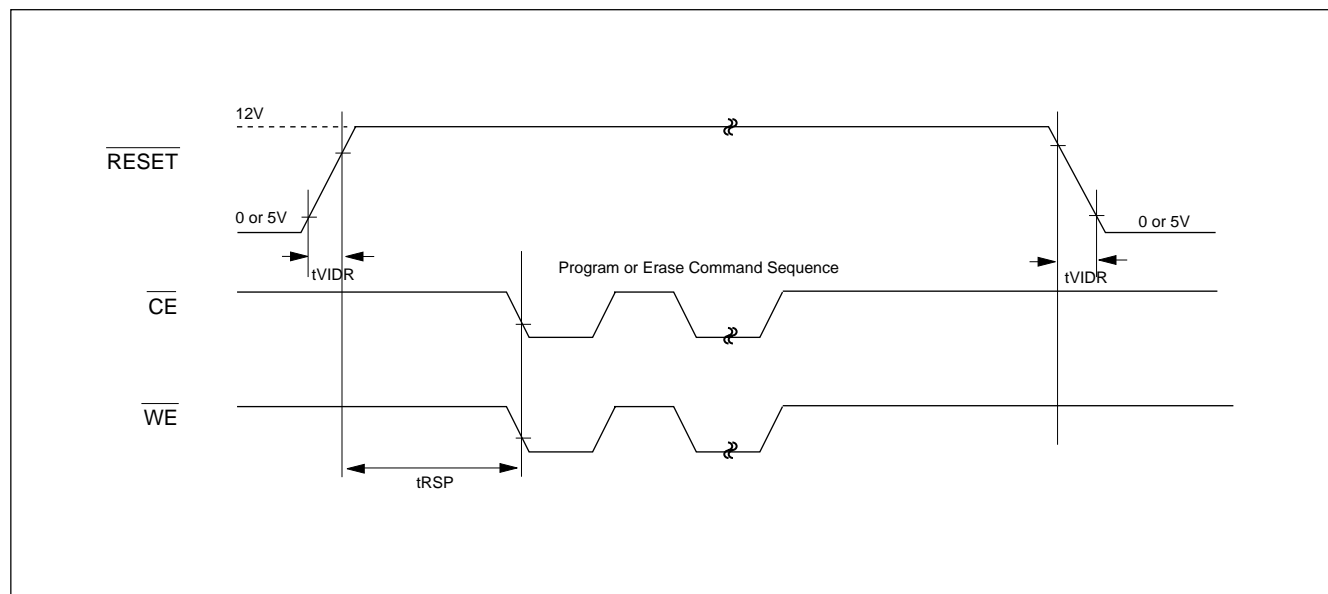 12V
RESET
0 or 5V
0 or 5V
tVIDR
Program or Erase Command Sequence
tVIDR
CE
WE
tRSP